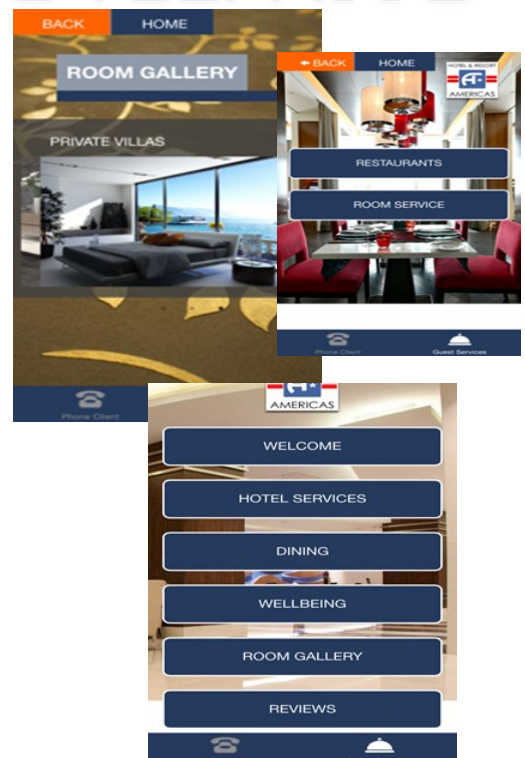 BACK HOME
ROOM GALLERY
PRIVATE VILLAS
Phone Client
BACK HOME
HOTEL & RESORT
A
AMERICAS
RESTAURANTS
ROOM SERVICE
Phone Client Guest Services
AMERICAS
WELCOME
HOTEL SERVICES
DINING
WELLBEING
ROOM GALLERY
REVIEWS